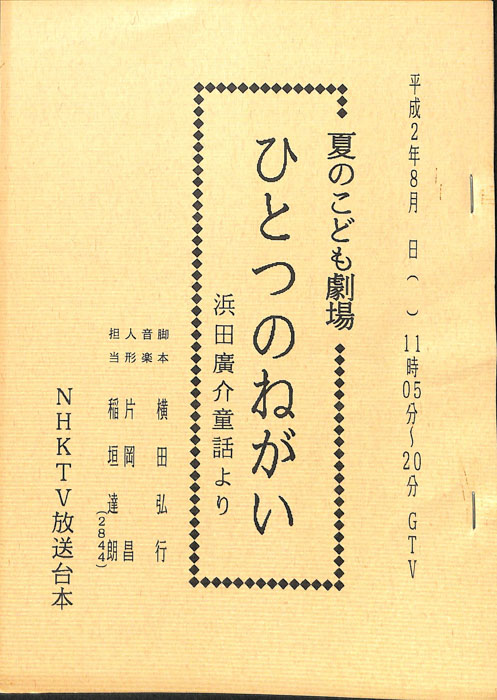 平成2年8月　日（　）11時05分～20分 GTV
夏のこども劇場
ひとつのねがい
浜田廣介童話より
脚本　横田弘行
音楽
人形　片岡　昌
担当　稲垣達朗
(2844)
NHKTV放送台本